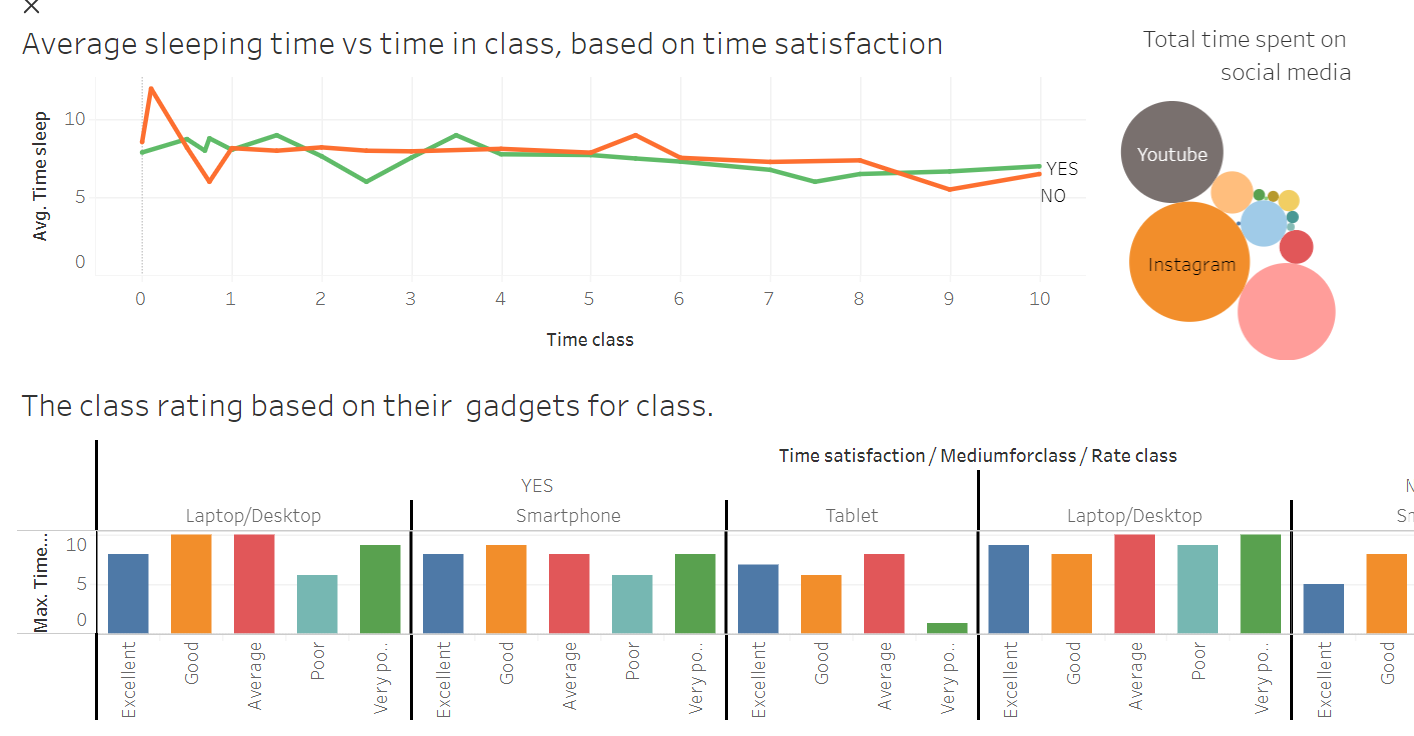 Average sleeping time vs time in class, based on time satisfaction
Total time spent on
social media
Avg. Time sleep
10
5
0
YES
NO
0 1 2 3 4 5 6 7 8 9 10
Time class
Youtube
Instagram
The class rating based on their gadgets for class.
Time satisfaction / Mediumforclass / Rate class
YES N
Laptop/Desktop Smartphone Tablet Laptop/Desktop Sn
Max. Time...
10
5
0
Excellent Good Average Poor Very po.. Excellent Good Average Poor Very po.. Excellent Good Average Very po.. Excellent Good Average Poor Very po.. Excellent Good